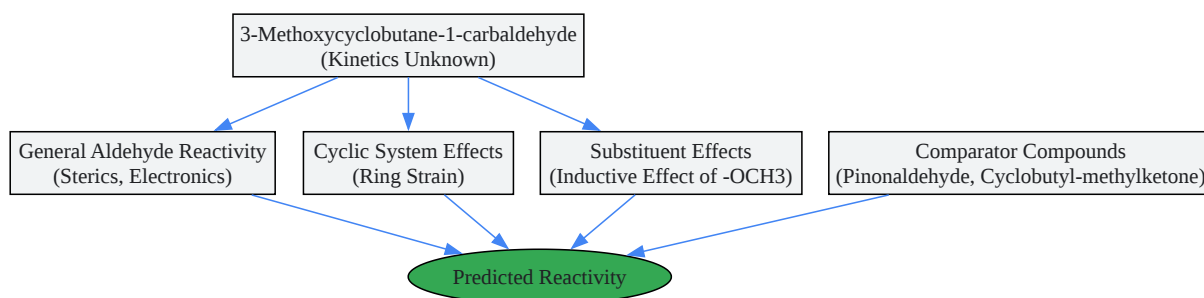 3-Methoxycyclobutane-1-carbaldehyde
(Kinetics Unknown)
General Aldehyde Reactivity
(Sterics, Electronics)
Cyclic System Effects
(Ring Strain)
Substituent Effects
(Inductive Effect of -OCH3)
Comparator Compounds
(Pinonaldehyde, Cyclobutyl-methylketone)
Predicted Reactivity